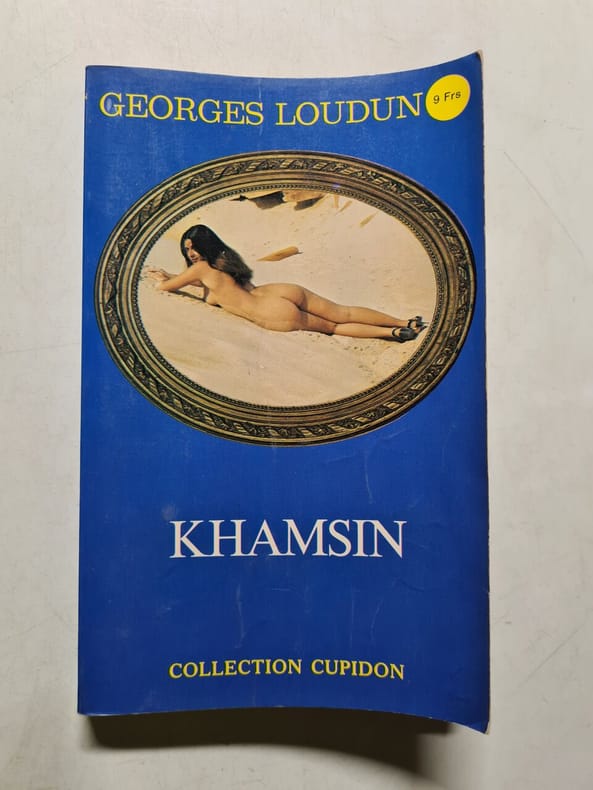 GEORGES LOUDUN
9 Frs
KHAMSIN
COLLECTION CUPIDON